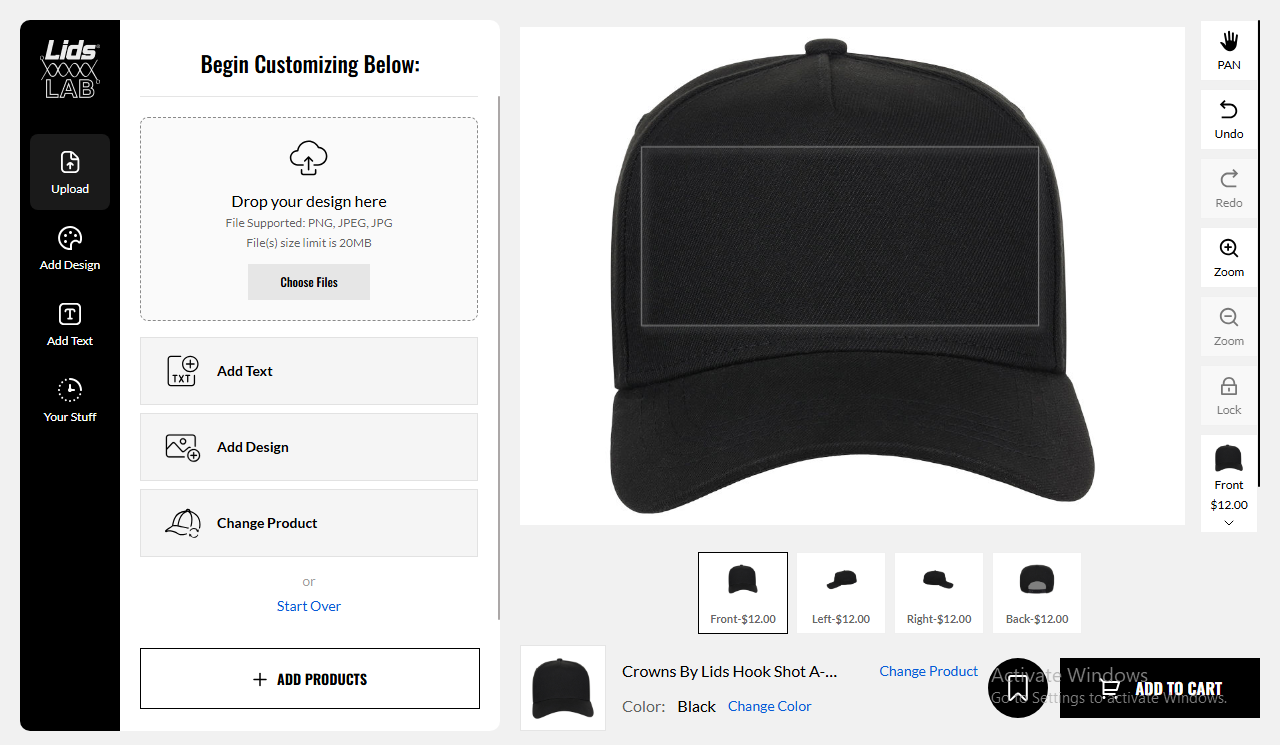 Lids
LAB
Upload
Add Design
Add Text
Your Stuff
Begin Customizing Below:
Drop your design here
File Supported: PNG, JPEG, JPG
File(s) size limit is 20MB
Choose Files
TXT
Add Text
Add Design
Change Product
or
Start Over
+ ADD PRODUCTS
PAN
Undo
Redo
Zoom
Zoom
Lock
Front
$12.00
Front-$12.00
Left-$12.00
Right-$12.00
Back-$12.00
Crowns By Lids Hook Shot A-...
Change Product
Color: Black Change Color
ADD TO CART
Activate Windows
Go to Settings to activate Windows.